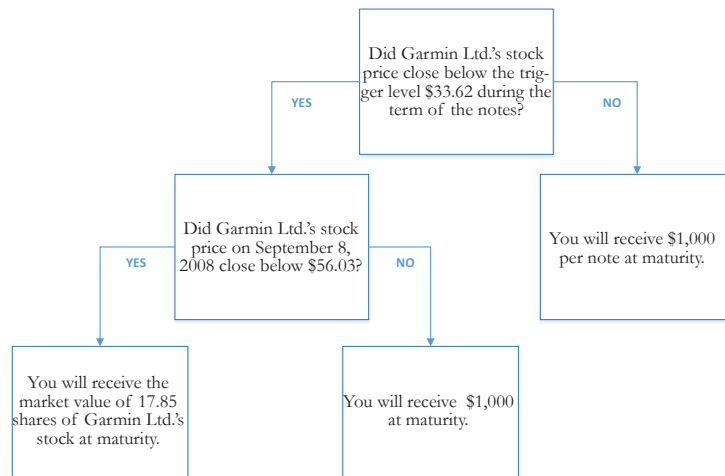 Did Garmin Ltd.'s stock
price close below the trig-
ger level $33.62 during the
term of the notes?
YES
NO
Did Garmin Ltd.'s stock
price on September 8,
2008 close below $56.03?
You will receive $1,000
per note at maturity.
YES
NO
You will receive the
market value of 17.85
shares of Garmin Ltd.'s
stock at maturity.
You will receive $1,000
at maturity.